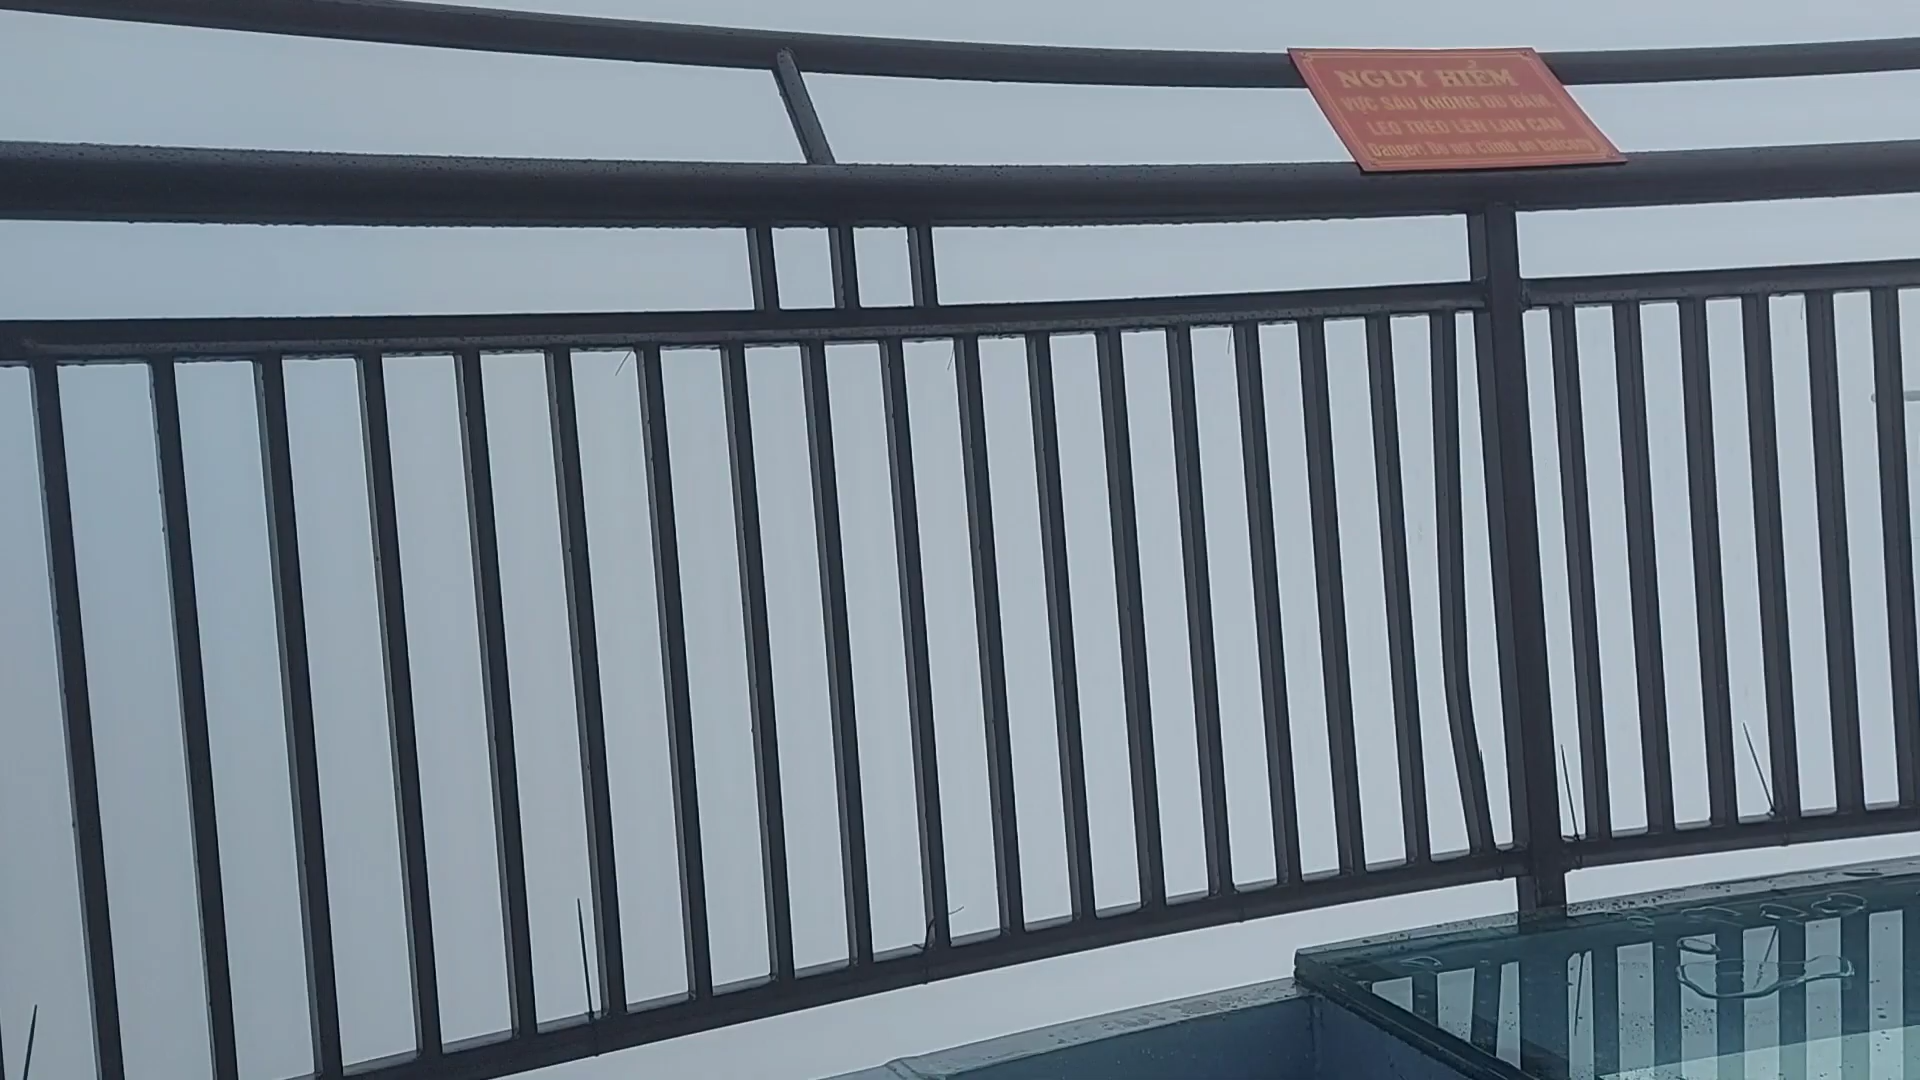 NGUY HIỂM
VỰC SÂU KHÔNG ĐU BÁM,
LEO TRÈO LÊN LAN CAN
Danger! Do not climb on balcony